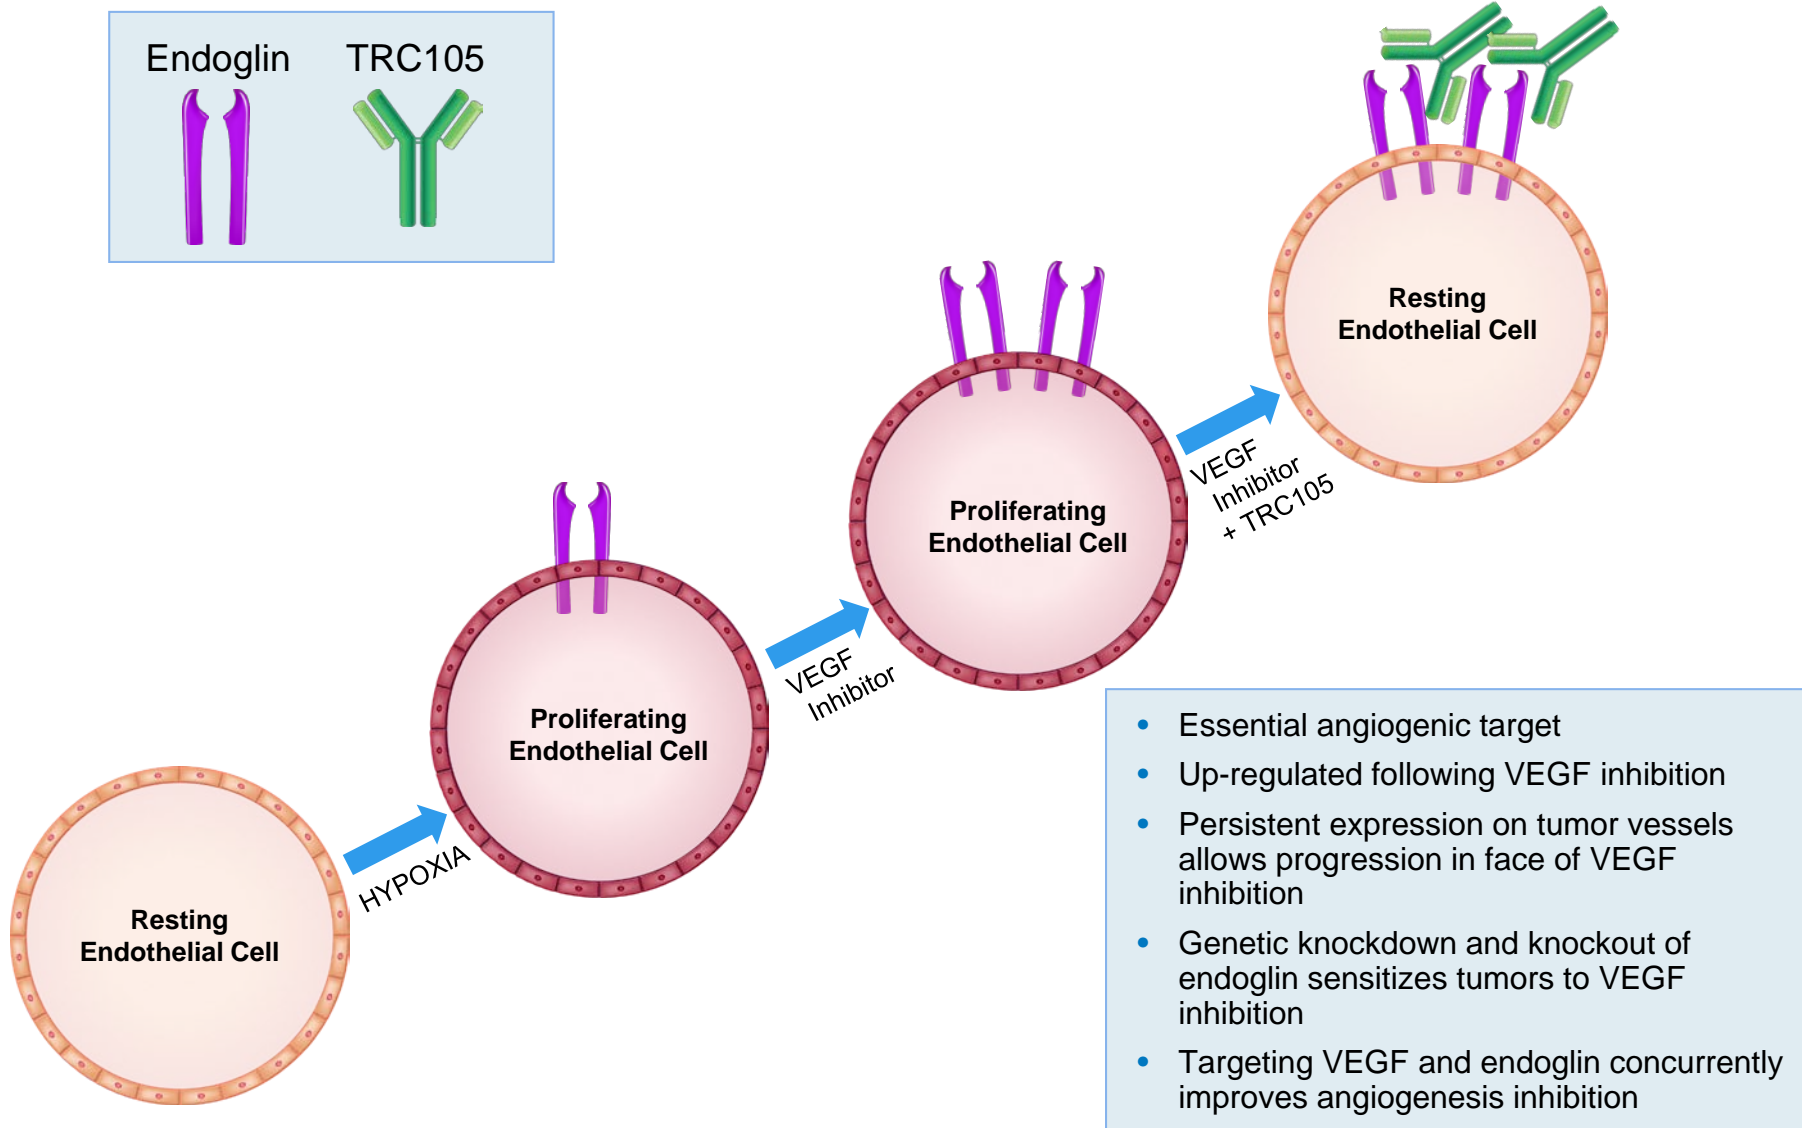 Endoglin TRC105
Resting
Endothelial Cell
HYPOXIA
Proliferating
Endothelial Cell
VEGF
Inhibitor
Proliferating
Endothelial Cell
VEGF
Inhibitor
+ TRC105
Resting
Endothelial Cell
• Essential angiogenic target
• Up-regulated following VEGF inhibition
• Persistent expression on tumor vessels
allows progression in face of VEGF
inhibition
• Genetic knockdown and knockout of
endoglin sensitizes tumors to VEGF
inhibition
• Targeting VEGF and endoglin concurrently
improves angiogenesis inhibition